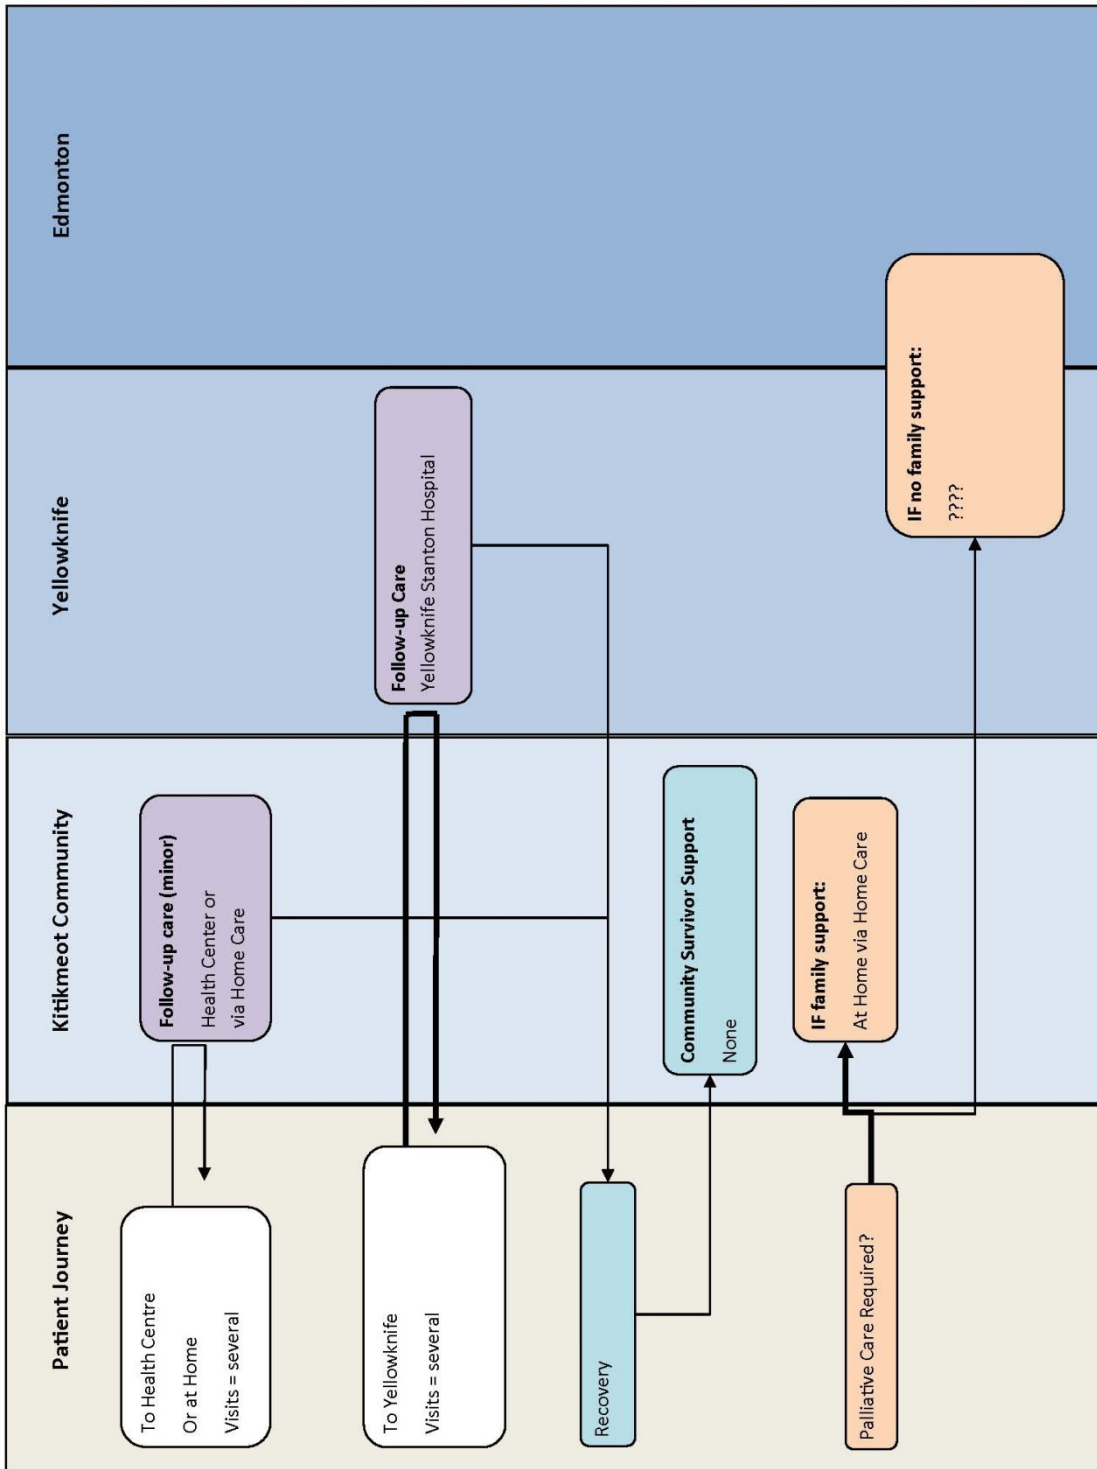 Patient Journey
Kitikmeot Community
Yellowknife
Edmonton
To Health Centre
Or at Home
Visits = several
Follow-up care (minor)
Health Center or
via Home Care
To Yellowknife
Visits = several
Follow-up Care
Yellowknife Stanton Hospital
Recovery
Community Survivor Support
None
Palliative Care Required?
IF family support:
At Home via Home Care
IF no family support:
????